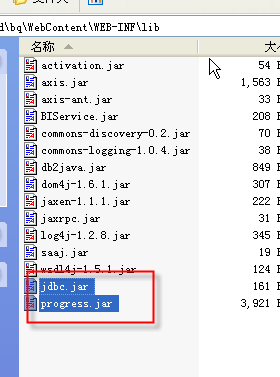 d\bq\WebContent\WEB-INF\lib
名称 大小
activation.jar 54
axis.jar 1,563
axis-ant.jar 33
BIService.jar 208
commons-discovery-0.2.jar 70
commons-logging-1.0.4.jar 38
db2java.jar 849
dom4j-1.6.1.jar 307
jaxen-1.1.1.jar 222
jaxrpc.jar 31
log4j-1.2.8.jar 345
saaj.jar 19
wsdl4j-1.5.1.jar 124
jdbc.jar 161
progress.jar 3,921